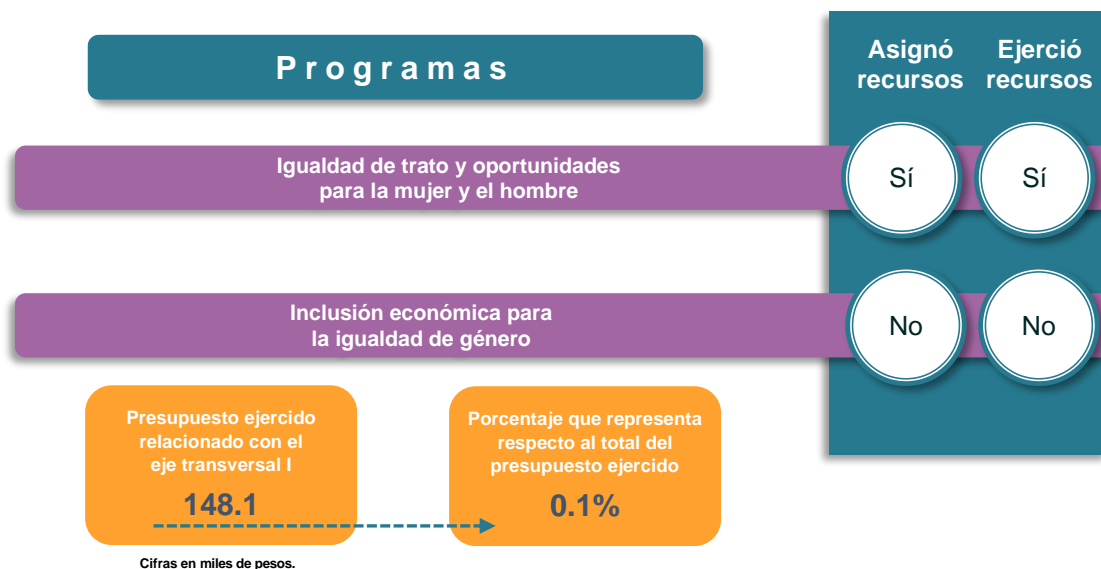 Programas
Asignó
recursos
Ejerció
recursos
Igualdad de trato y oportunidades
para la mujer y el hombre
Sí
Sí
Inclusión económica para
la igualdad de género
No
No
Presupuesto ejercido
relacionado con el
eje transversal I
148.1
Porcentaje que representa
respecto al total del
presupuesto ejercido
0.1%
Cifras en miles de pesos.